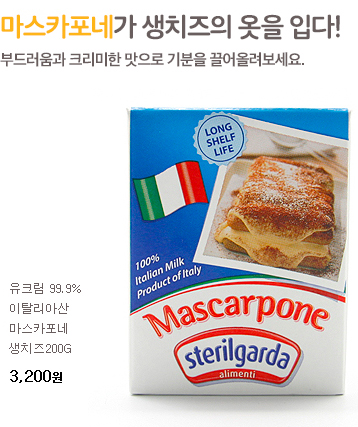 마스카포네가 생치즈의 옷을 입다!
부드러움과 크리미한 맛으로 기분을 끌어올려보세요.
LONG
SHELF
LIFE
100%
Italian Milk
Product of Italy
Mascarpone
sterilgarda
alimenti
유크림 99.9%
이탈리아산
마스카포네
생치즈200G
3,200원